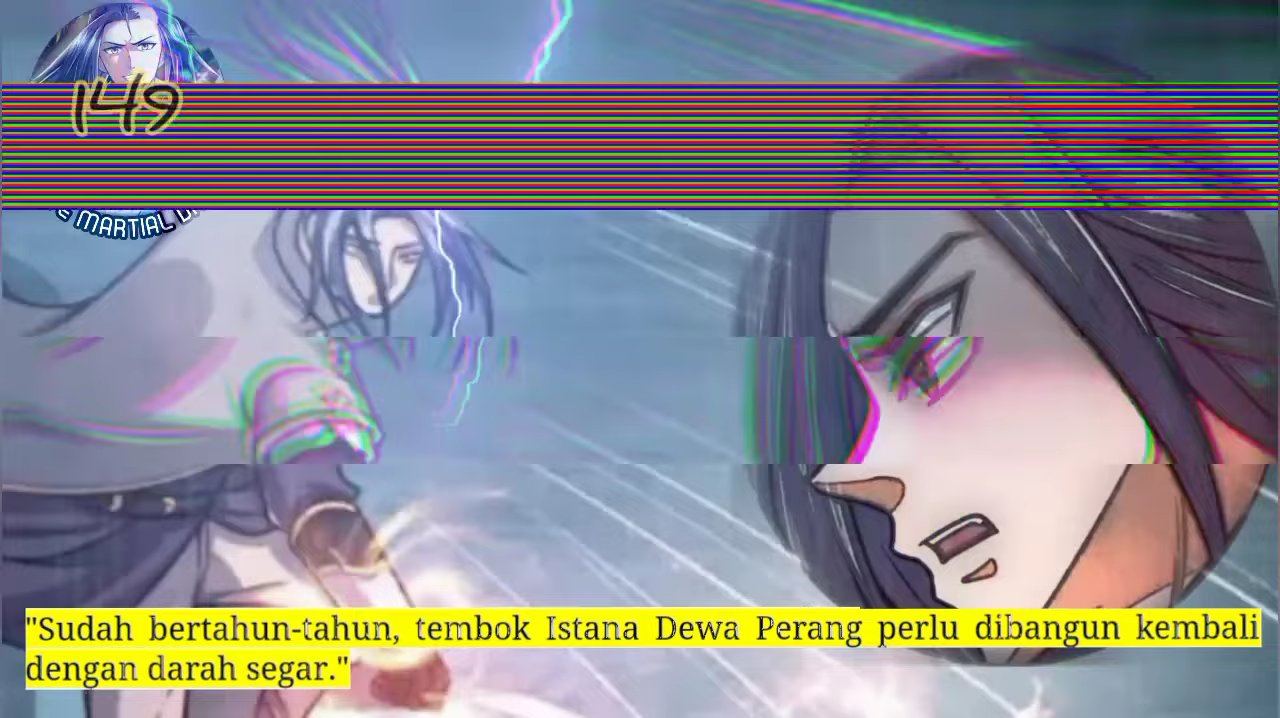 149
MARTIAL
"Sudah bertahun-tahun, tembok Istana Dewa Perang perlu dibangun kembali
dengan darah segar."